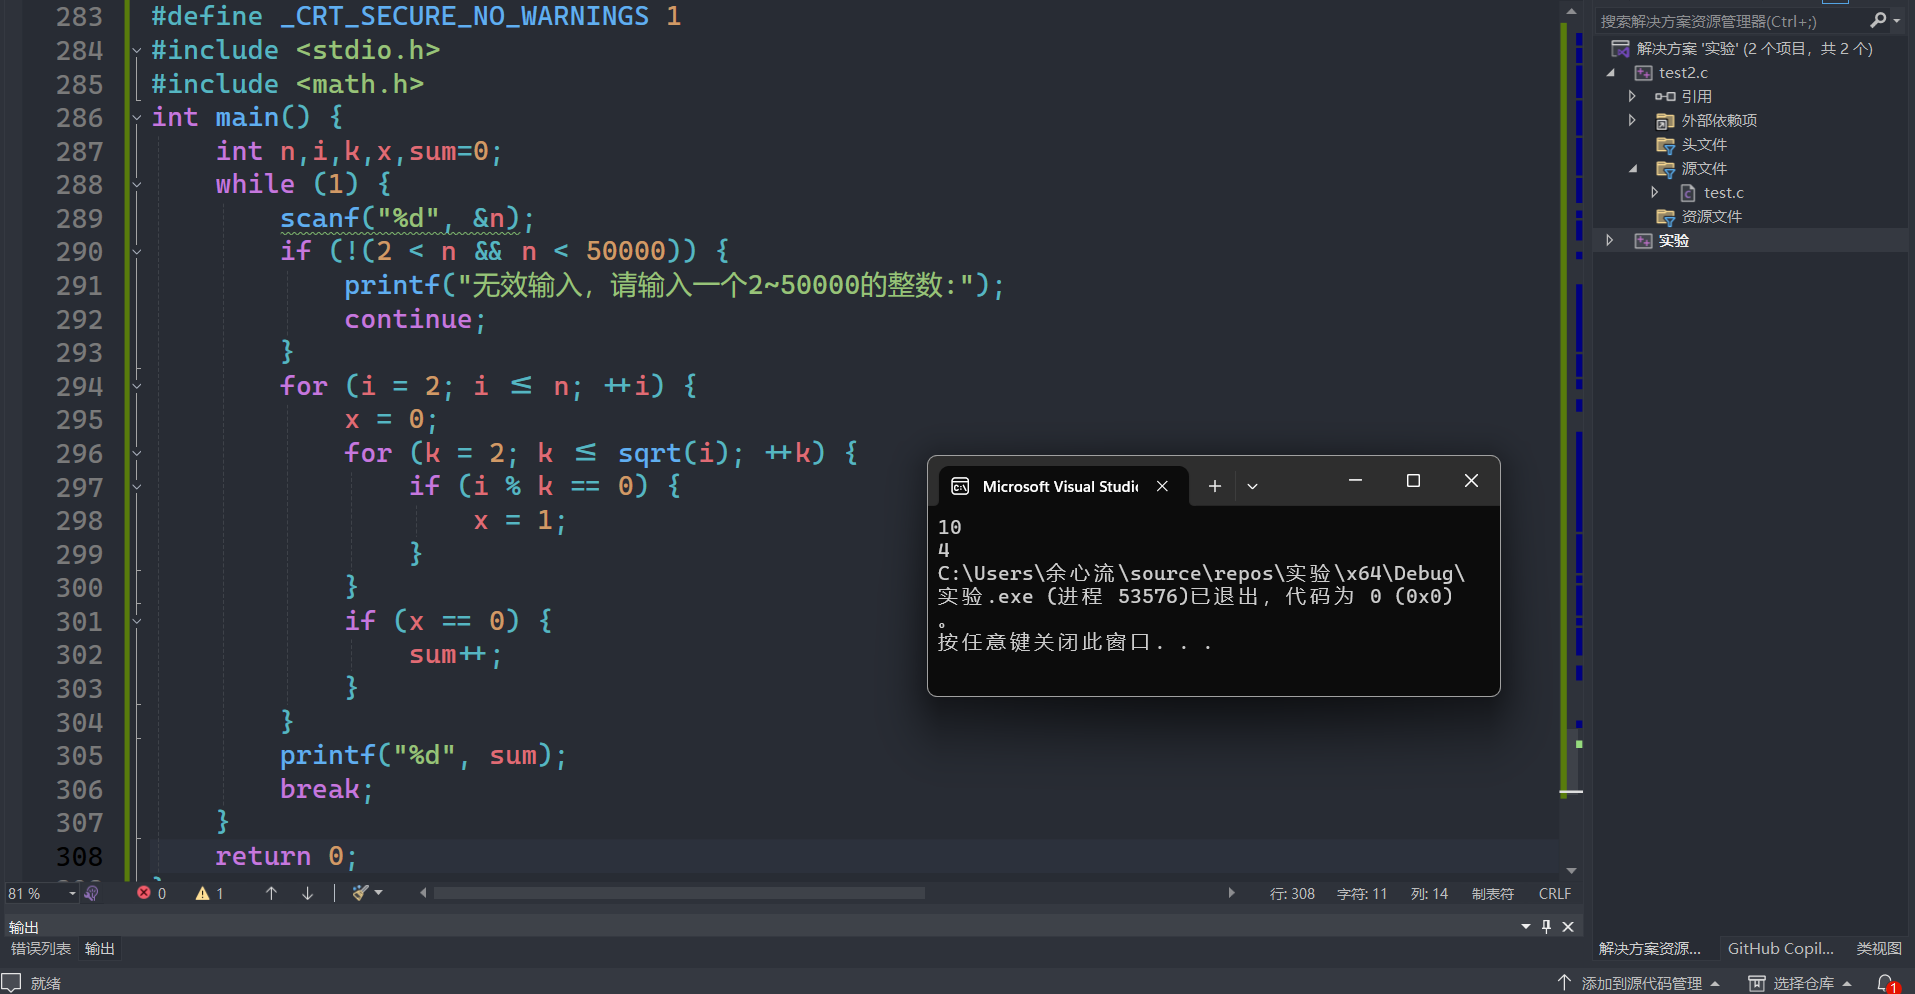 283 #define _CRT_SECURE_NO_WARNINGS 1
284 #include <stdio.h>
285 #include <math.h>
286 int main() {
287     int n,i,k,x,sum=0;
288     while (1) {
289         scanf("%d", &n);
290         if (!(2 < n && n < 50000)) {
291             printf("无效输入，请输入一个2~50000的整数:");
292             continue;
293         }
294         for (i = 2; i <= n; ++i) {
295             x = 0;
296             for (k = 2; k <= sqrt(i); ++k) {
297                 if (i % k == 0) {
298                     x = 1;
299                 }
300             }
301             if (x == 0) {
302                 sum++;
303             }
304         }
305         printf("%d", sum);
306         break;
307     }
308     return 0;
Microsoft Visual Studi
10
4
C:\Users\余心流\source\repos\实验\x64\Debug\
实验.exe (进程 53576)已退出，代码为 0 (0x0)
。
按任意键关闭此窗口. . .
搜索解决方案资源管理器(Ctrl+;)
解决方案 '实验' (2 个项目，共 2 个)
test2.c
引用
外部依赖项
头文件
源文件
test.c
资源文件
实验
81 % 0 1 行: 308 字符: 11 列: 14 制表符 CRLF
输出
错误列表 输出
解决方案资源... GitHub Copil... 类视图
就绪 添加到源代码管理 选择仓库 1